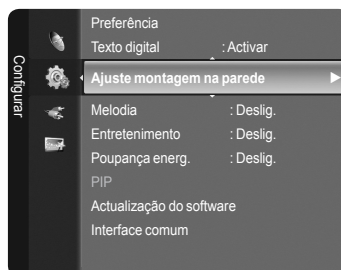 Configurar
Preferência
Texto digital : Activar
Ajuste montagem na parede
Melodia : Deslig.
Entretenimento : Deslig.
Poupança energ. : Deslig.
PIP
Actualização do software
Interface comum